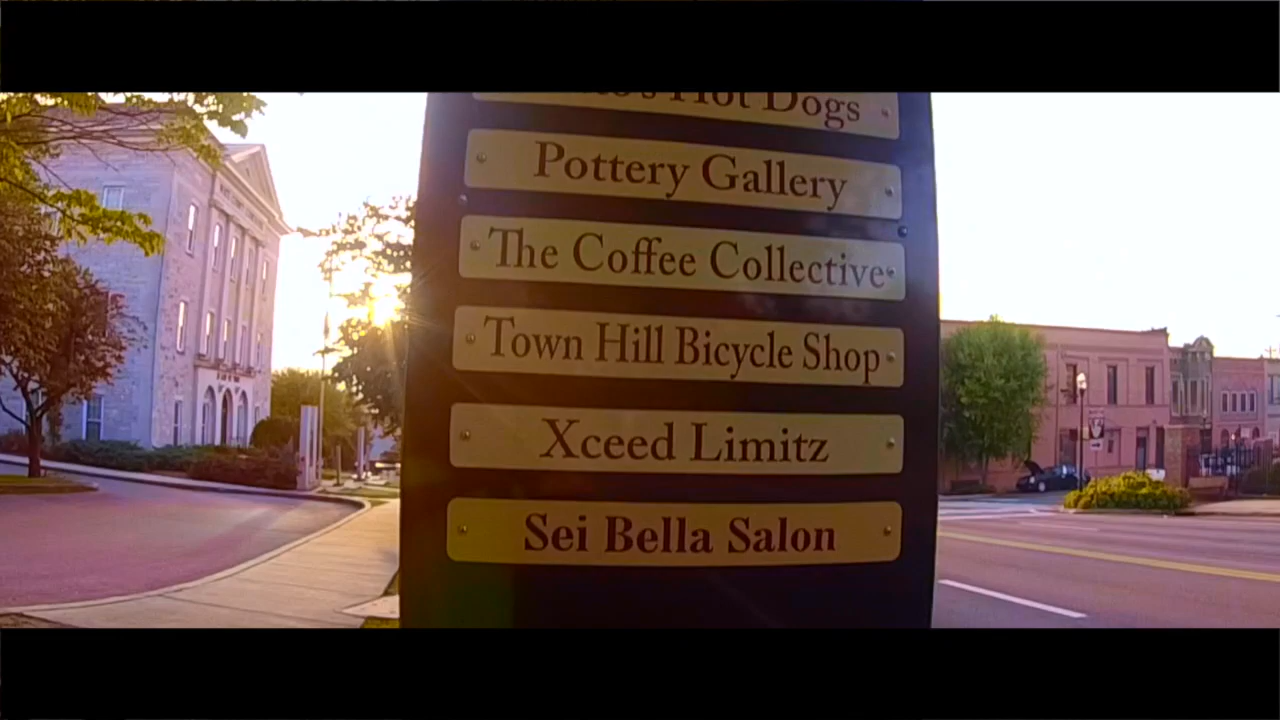 Hot Dogs
Pottery Gallery
The Coffee Collective
Town Hill Bicycle Shop
Xceed Limitz
Sei Bella Salon